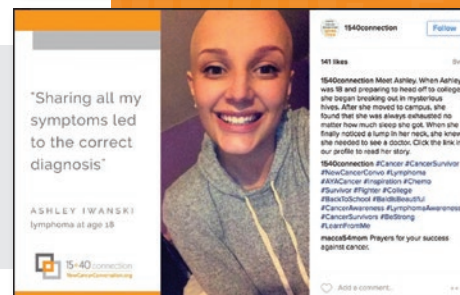 "Sharing all my
symptoms led
to the correct
diagnosis"
ASHLEY IWANSKI
lymphoma at age 18
15-40 connection
NewCancerConversation.org
1540connection
Follow
141 likes
1540connection Meet Ashley. When Ashley
was 18 and preparing to head off to college,
she began breaking out in mysterious
hives. After she moved to campus, she
found that she was always exhausted no
matter how much sleep she got. When she
finally noticed a lump in her neck, she knew
she needed to see a doctor. Click the link in
our profile to read her story.
1540connection #Cancer #CancerSurvivor
#NewCancerConvo #Lymphoma
#AYACancer #Inspiration #Chemo
#Survivor #Fighter #College
#BackToSchool #BaldIsBeautiful
#CancerAwareness #LymphomaAwareness
#CancerSurvivors #BeStrong
#LearnFromMe
macca54mom Prayers for your success
against cancer.
Add a comment...